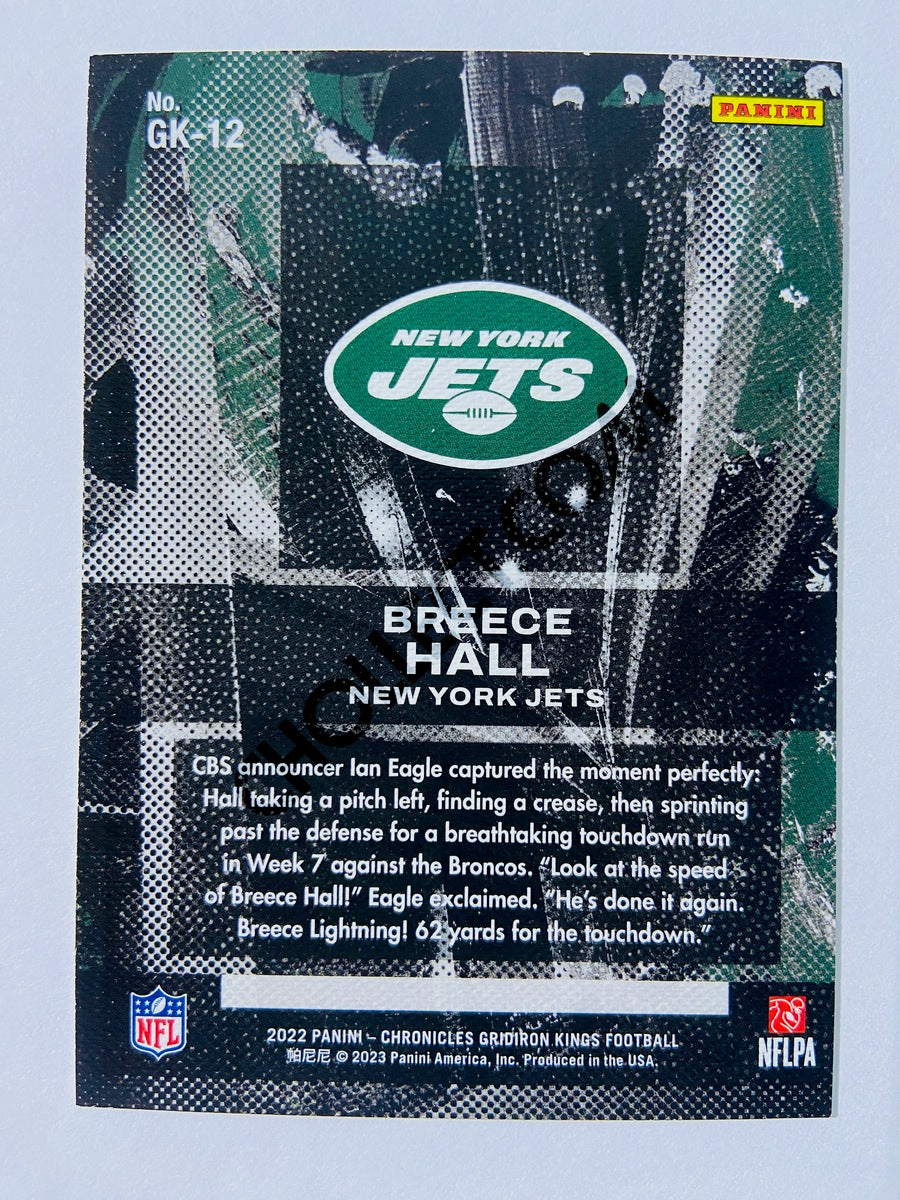 No.
GK-12
PANINI
NEW YORK
JETS
BREECE
HALL
NEW YORK JETS
CBS announcer Ian Eagle captured the moment perfectly:
Hall taking a pitch left, finding a crease, then sprinting
past the defense for a breathtaking touchdown run
in Week 7 against the Broncos. “Look at the speed
of Breece Hall!” Eagle exclaimed. “He’s done it again.
Breece Lightning! 62 yards for the touchdown.”
NFL
2022 PANINI – CHRONICLES GRIDIRON KINGS FOOTBALL
帕尼尼 © 2023 Panini America, Inc. Produced in the USA.
NFLPA